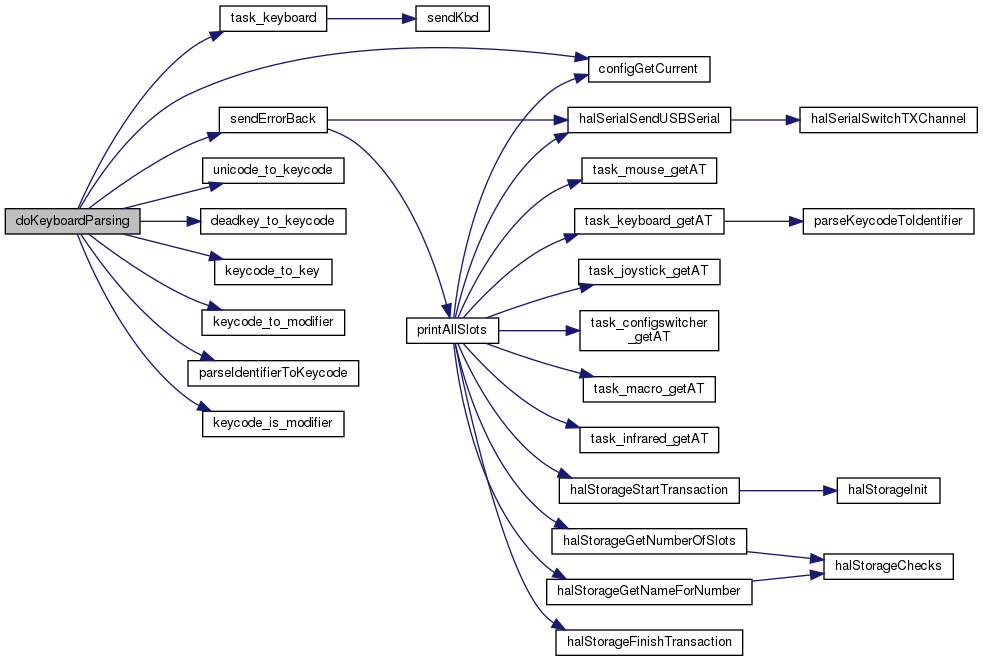 task_keyboard
sendKbd
configGetCurrent
sendErrorBack
halSerialSendUSBSerial
halSerialSwitchTXChannel
unicode_to_keycode
task_mouse_getAT
doKeyboardParsing
deadkey_to_keycode
task_keyboard_getAT
parseKeycodeToIdentifier
keycode_to_key
task_joystick_getAT
keycode_to_modifier
printAllSlots
task_configswitcher
_getAT
parseIdentifierToKeycode
task_macro_getAT
keycode_is_modifier
task_infrared_getAT
halStorageStartTransaction
halStorageInit
halStorageGetNumberOfSlots
halStorageChecks
halStorageGetNameForNumber
halStorageFinishTransaction